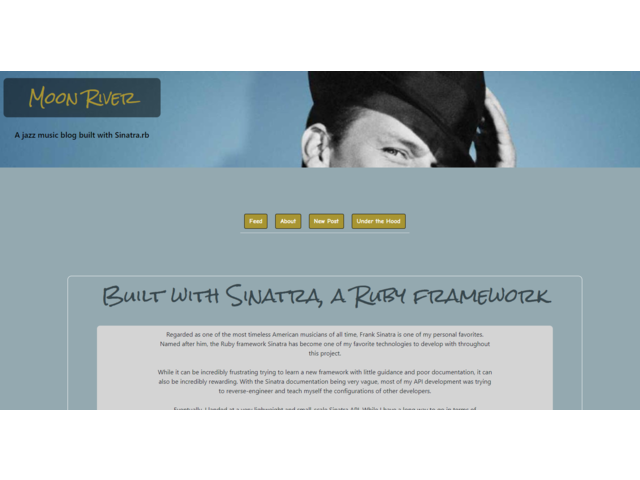 Moon River
A jazz music blog built with Sinatra.rb
Feed About New Post Under the Hood
Built with Sinatra, a Ruby framework
Regarded as one of the most timeless American musicians of all time, Frank Sinatra is one of my personal favorites.
Named after him, the Ruby framework Sinatra has become one of my favorite technologies to develop with throughout
this project.
While it can be incredibly frustrating trying to learn a new framework with little guidance and poor documentation, it can
also be incredibly rewarding. With the Sinatra documentation being very vague, most of my API development was trying
to reverse-engineer and teach myself the configurations of other developers.